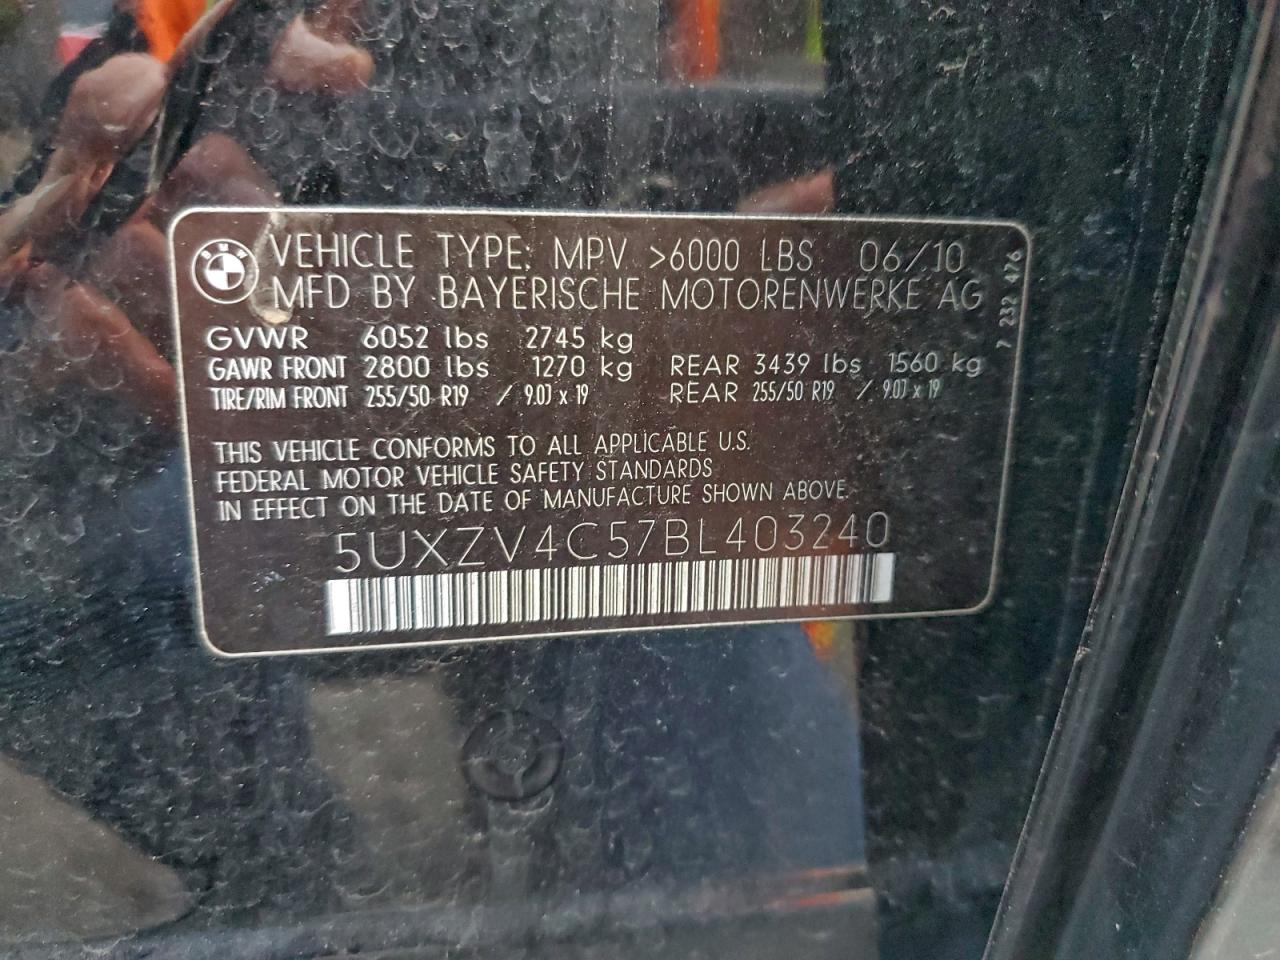 BMW
VEHICLE TYPE: MPV >6000 LBS 06/10
MFD BY BAYERISCHE MOTORENWERKE AG
7 232 476
GVWR 6052 lbs 2745 kg
GAWR FRONT 2800 lbs 1270 kg REAR 3439 lbs 1560 kg
TIRE/RIM FRONT 255/50 R19 / 9.0J x 19 REAR 255/50 R19 / 9.0J x 19
THIS VEHICLE CONFORMS TO ALL APPLICABLE U.S.
FEDERAL MOTOR VEHICLE SAFETY STANDARDS
IN EFFECT ON THE DATE OF MANUFACTURE SHOWN ABOVE.
5UXZV4C57BL403240